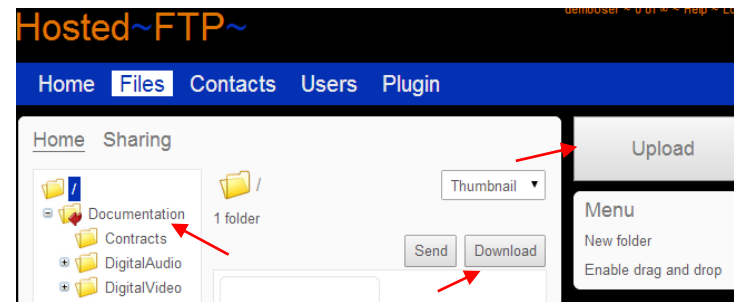 Hosted~FTP~
Home Files Contacts Users Plugin
Home Sharing
/
Documentation
Contracts
DigitalAudio
DigitalVideo
/
1 folder
Thumbnail
Send Download
Upload
Menu
New folder
Enable drag and drop